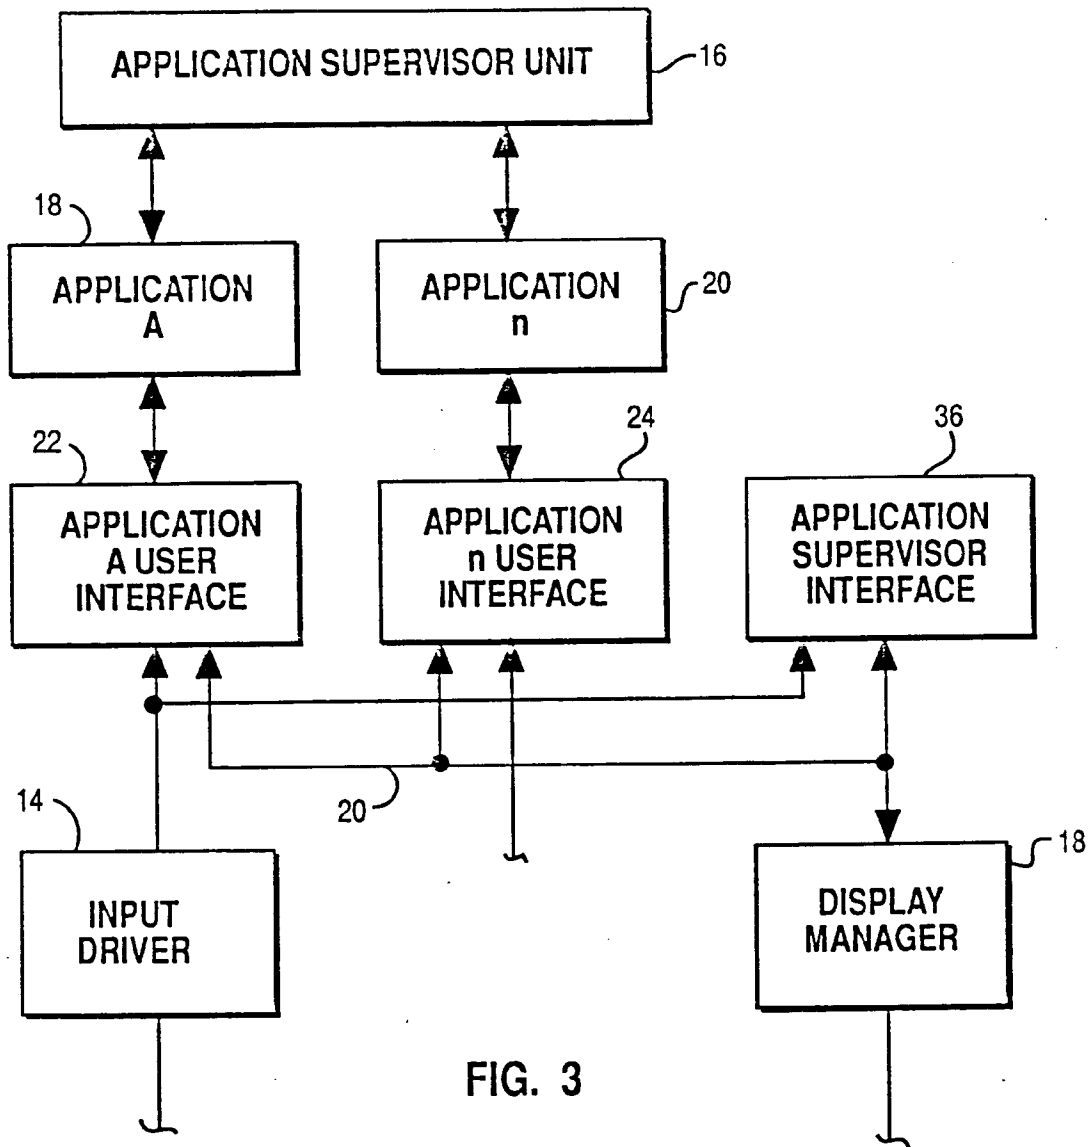 APPLICATION SUPERVISOR UNIT
16
18
APPLICATION
A
APPLICATION
n
20
22
APPLICATION
A USER
INTERFACE
24
APPLICATION
n USER
INTERFACE
36
APPLICATION
SUPERVISOR
INTERFACE
20
14
INPUT
DRIVER
18
DISPLAY
MANAGER
FIG. 3